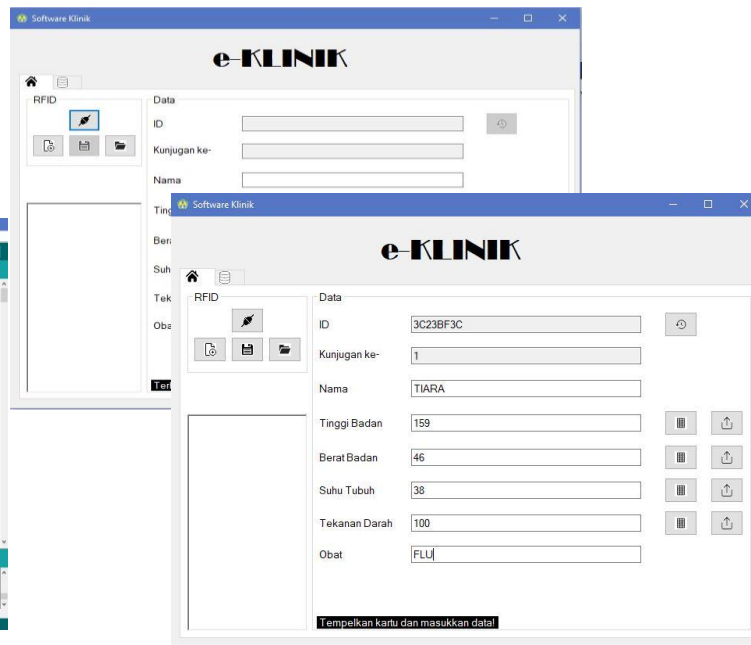 Software Klinik
e-KLINIK
RFID
Data
ID
Kunjugan ke-
Nama
Software Klinik
e-KLINIK
RFID
Data
ID 3C23BF3C
Kunjugan ke- 1
Nama TIARA
Tinggi Badan 159
Berat Badan 46
Suhu Tubuh 38
Tekanan Darah 100
Obat FLU
Tempelkan kartu dan masukkan data!